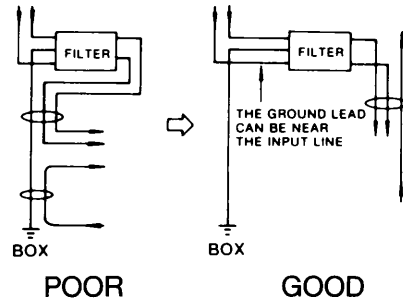 FILTER
BOX
POOR
FILTER
THE GROUND LEAD
CAN BE NEAR
THE INPUT LINE
BOX
GOOD